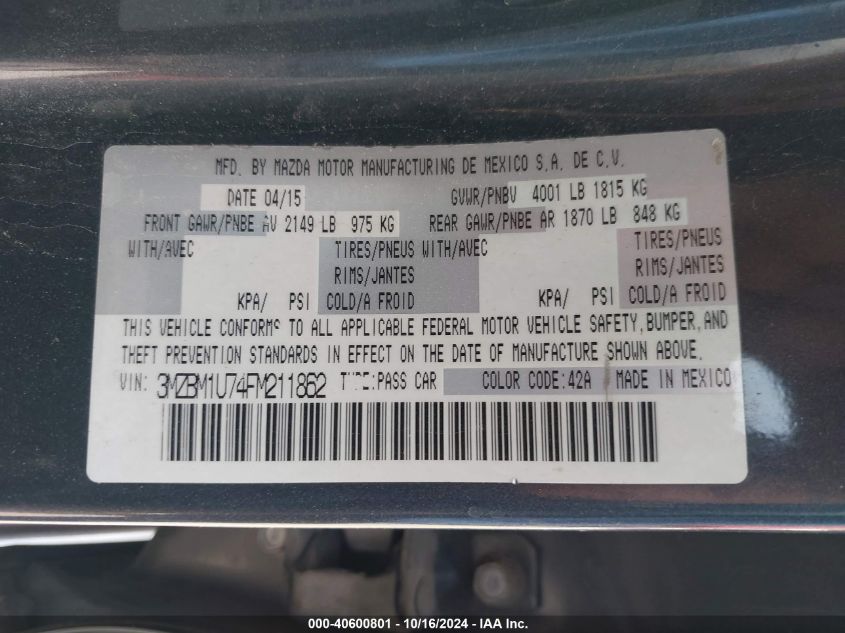 MFD. BY MAZDA MOTOR MANUFACTURING DE MEXICO S.A. DE C.V.
DATE 04/15 GVWR/PNBV 4001 LB 1815 KG
FRONT GAWR/PNBE AV 2149 LB 975 KG REAR GAWR/PNBE AR 1870 LB 848 KG
WITH/AVEC TIRES/PNEUS WITH/AVEC TIRES/PNEUS
RIMS/JANTES RIMS/JANTES
KPA/ PSI COLD/A FROID KPA/ PSI COLD/A FROID
THIS VEHICLE CONFORMS TO ALL APPLICABLE FEDERAL MOTOR VEHICLE SAFETY, BUMPER, AND
THEFT PREVENTION STANDARDS IN EFFECT ON THE DATE OF MANUFACTURE SHOWN ABOVE.
VIN: 3MZBM1U74FM211862 TYPE:PASS CAR COLOR CODE:42A MADE IN MEXICO
000-40600801 - 10/16/2024 - IAA Inc.